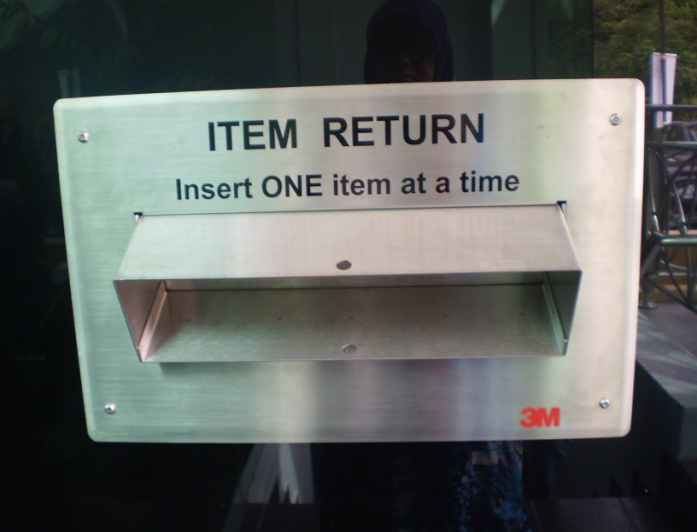 ITEM RETURN
Insert ONE item at a time
3M